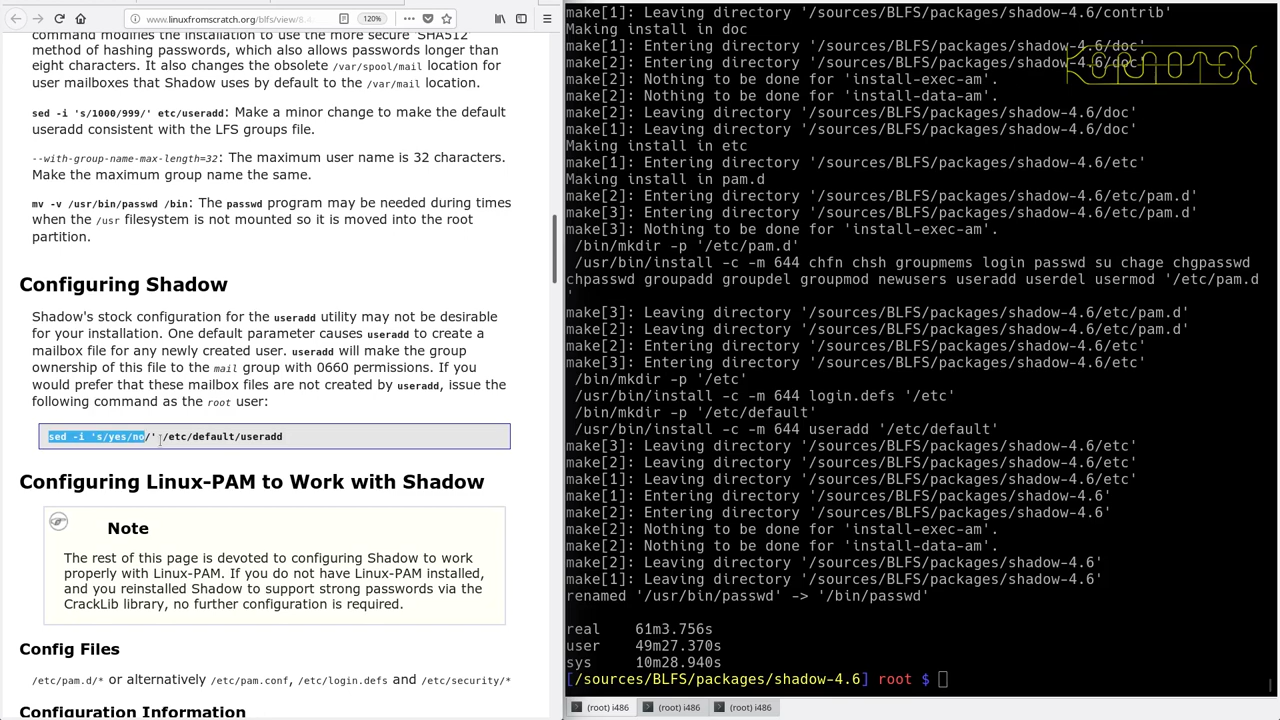 www.linuxfromscratch.org/blfs/view/8.4
120%
command modifies the installation to use the more secure 'SHA512'
method of hashing passwords, which also allows passwords longer than
eight characters. It also changes the obsolete /var/spool/mail location for
user mailboxes that Shadow uses by default to the /var/mail location.
sed -i 's/1000/999/' etc/useradd: Make a minor change to make the default
useradd consistent with the LFS groups file.
--with-group-name-max-length=32: The maximum user name is 32 characters.
Make the maximum group name the same.
mv -v /usr/bin/passwd /bin: The passwd program may be needed during times
when the /usr filesystem is not mounted so it is moved into the root
partition.
Configuring Shadow
Shadow's stock configuration for the useradd utility may not be desirable
for your installation. One default parameter causes useradd to create a
mailbox file for any newly created user. useradd will make the group
ownership of this file to the mail group with 0660 permissions. If you
would prefer that these mailbox files are not created by useradd, issue the
following command as the root user:
sed -i 's/yes/no/' /etc/default/useradd
Configuring Linux-PAM to Work with Shadow
Note
The rest of this page is devoted to configuring Shadow to work
properly with Linux-PAM. If you do not have Linux-PAM installed,
and you reinstalled Shadow to support strong passwords via the
CrackLib library, no further configuration is required.
Config Files
/etc/pam.d/* or alternatively /etc/pam.conf, /etc/login.defs and /etc/security/*
Configuration Information
make[1]: Leaving directory '/sources/BLFS/packages/shadow-4.6/contrib'
Making install in doc
make[1]: Entering directory '/sources/BLFS/packages/shadow-4.6/doc'
make[2]: Entering directory '/sources/BLFS/packages/shadow-4.6/doc'
make[2]: Nothing to be done for 'install-exec-am'.
make[2]: Nothing to be done for 'install-data-am'.
make[2]: Leaving directory '/sources/BLFS/packages/shadow-4.6/doc'
make[1]: Leaving directory '/sources/BLFS/packages/shadow-4.6/doc'
Making install in etc
make[1]: Entering directory '/sources/BLFS/packages/shadow-4.6/etc'
Making install in pam.d
make[2]: Entering directory '/sources/BLFS/packages/shadow-4.6/etc/pam.d'
make[3]: Entering directory '/sources/BLFS/packages/shadow-4.6/etc/pam.d'
make[3]: Nothing to be done for 'install-exec-am'.
/bin/mkdir -p '/etc/pam.d'
/usr/bin/install -c -m 644 chfn chsh groupmems login passwd su chage chgpasswd
chpasswd groupadd groupdel groupmod newusers useradd userdel usermod '/etc/pam.d
'
make[3]: Leaving directory '/sources/BLFS/packages/shadow-4.6/etc/pam.d'
make[2]: Leaving directory '/sources/BLFS/packages/shadow-4.6/etc/pam.d'
make[2]: Entering directory '/sources/BLFS/packages/shadow-4.6/etc'
make[3]: Entering directory '/sources/BLFS/packages/shadow-4.6/etc'
/bin/mkdir -p '/etc'
/usr/bin/install -c -m 644 login.defs '/etc'
/bin/mkdir -p '/etc/default'
/usr/bin/install -c -m 644 useradd '/etc/default'
make[3]: Leaving directory '/sources/BLFS/packages/shadow-4.6/etc'
make[2]: Leaving directory '/sources/BLFS/packages/shadow-4.6/etc'
make[1]: Leaving directory '/sources/BLFS/packages/shadow-4.6/etc'
make[1]: Entering directory '/sources/BLFS/packages/shadow-4.6'
make[2]: Entering directory '/sources/BLFS/packages/shadow-4.6'
make[2]: Nothing to be done for 'install-exec-am'.
make[2]: Nothing to be done for 'install-data-am'.
make[2]: Leaving directory '/sources/BLFS/packages/shadow-4.6'
make[1]: Leaving directory '/sources/BLFS/packages/shadow-4.6'
renamed '/usr/bin/passwd' -> '/bin/passwd'
real 61m3.756s
user 49m27.370s
sys 10m28.940s
[/sources/BLFS/packages/shadow-4.6] root $
(root) i486
(root) i486
(root) i486